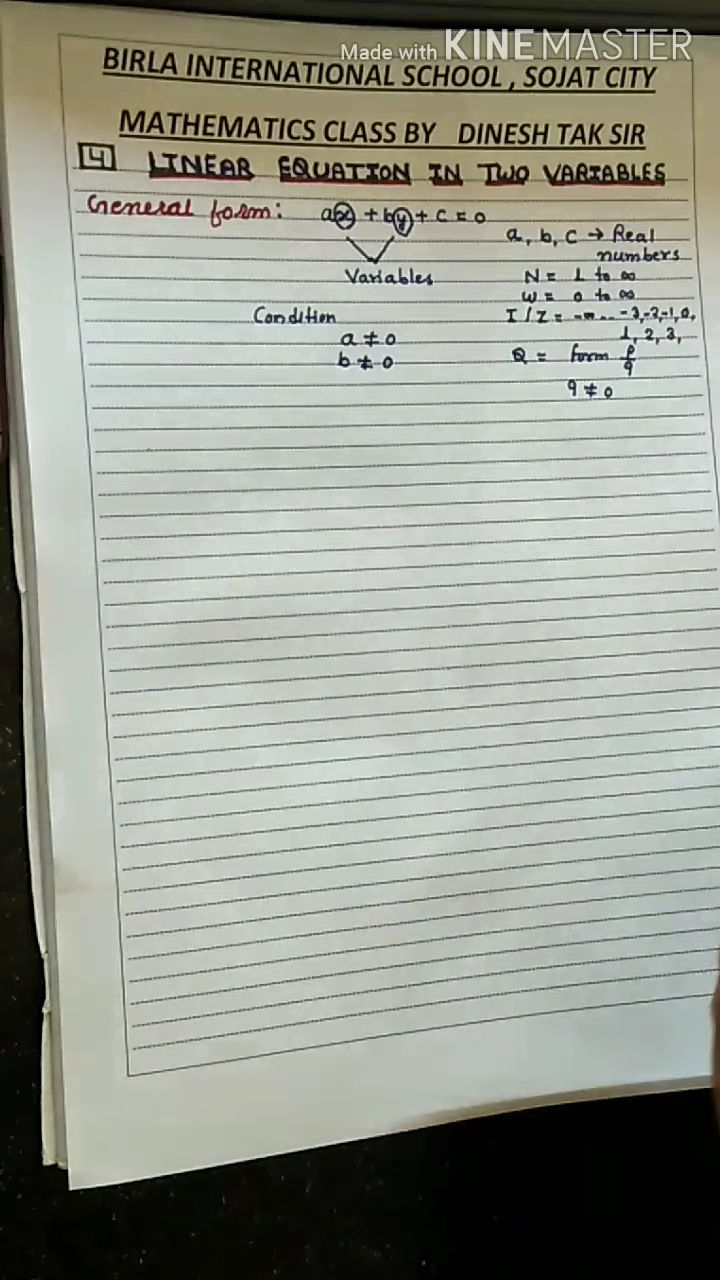 Made with KINEMASTER
BIRLA INTERNATIONAL SCHOOL , SOJAT CITY
MATHEMATICS CLASS BY DINESH TAK SIR
4 LINEAR EQUATION IN TWO VARIABLES
General form: ax + by + c = 0
a, b, c → Real
numbers
Variables
N = 1 to ∞
W = 0 to ∞
Condition
I / Z = -∞ ... -3,-2,-1, 0,
1, 2, 3,
a ≠ 0
b ≠ 0
Q = form p/q
q ≠ 0